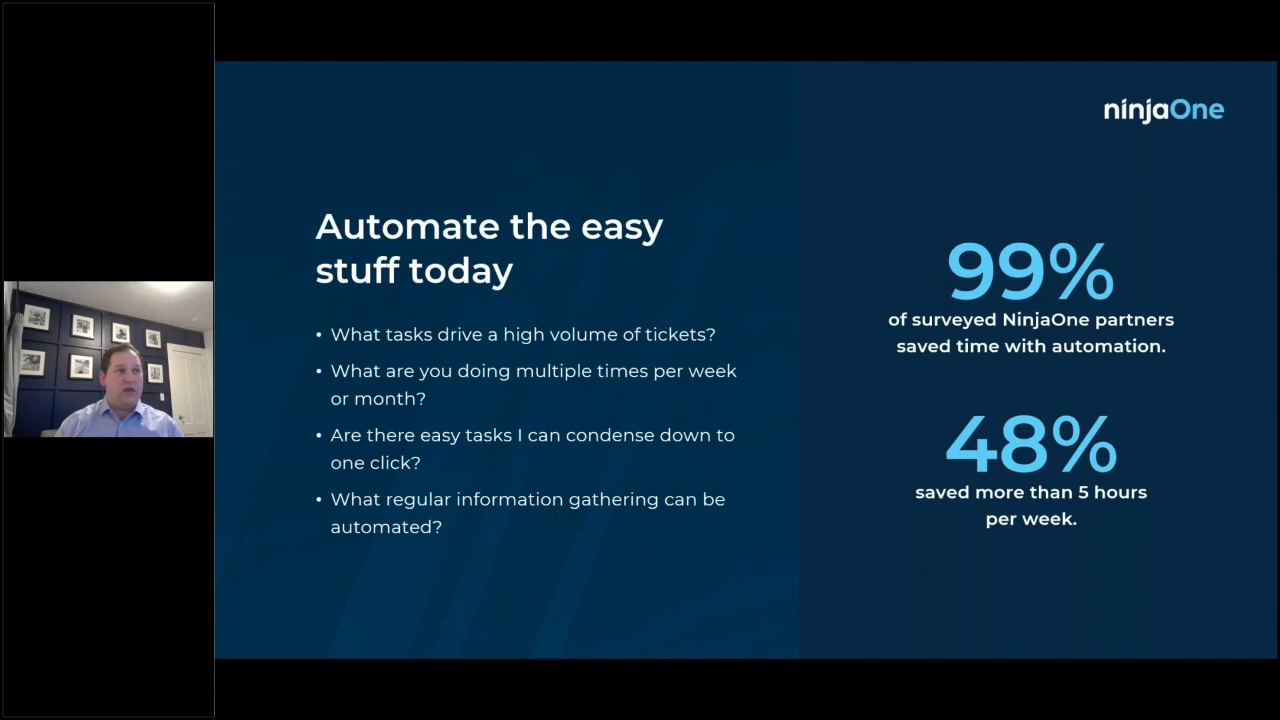 ninjaOne
Automate the easy
stuff today
• What tasks drive a high volume of tickets?
• What are you doing multiple times per week
or month?
• Are there easy tasks I can condense down to
one click?
• What regular information gathering can be
automated?
99%
of surveyed NinjaOne partners
saved time with automation.
48%
saved more than 5 hours
per week.